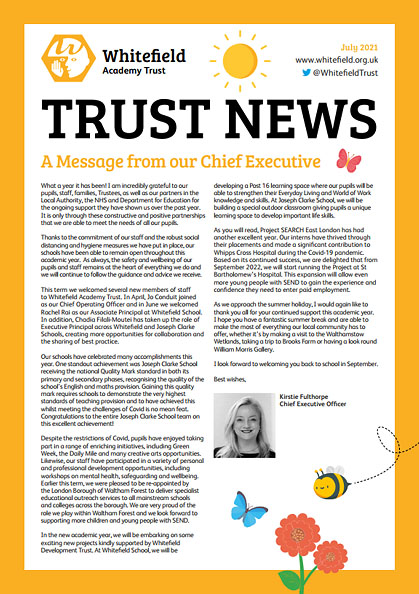 Whitefield
Academy Trust
July 2021
www.whitefield.org.uk
@WhitefieldTrust
TRUST NEWS
A Message from our Chief Executive
What a year it has been! I am incredibly grateful to our
pupils, staff, families, Trustees, as well as our partners in the
Local Authority, the NHS and Department for Education for
the ongoing support they have shown us over the past year.
It is only through these constructive and positive partnerships
that we are able to meet the needs of all our pupils.
Thanks to the commitment of our staff and the robust social
distancing and hygiene measures we have put in place, our
schools have been able to remain open throughout this
academic year. As always, the safety and wellbeing of our
pupils and staff remains at the heart of everything we do and
we will continue to follow the guidance and advice we receive.
This term we welcomed several new members of staff
to Whitefield Academy Trust. In April, Jo Conduit joined
as our Chief Operating Officer and in June we welcomed
Rachel Rai as our Associate Principal at Whitefield School.
In addition, Chadia Filali-Moutei has taken up the role of
Executive Principal across Whitefield and Joseph Clarke
Schools, creating more opportunities for collaboration and
the sharing of best practice.
Our schools have celebrated many accomplishments this
year. One standout achievement was Joseph Clarke School
receiving the national Quality Mark standard in both its
primary and secondary phases, recognising the quality of the
school's English and maths provision. Gaining this quality
mark requires schools to demonstrate the very highest
standards of teaching provision and to have achieved this
whilst meeting the challenges of Covid is no mean feat.
Congratulations to the entire Joseph Clarke School team on
this excellent achievement!
Despite the restrictions of Covid, pupils have enjoyed taking
part in a range of enriching initiatives, including Green
Week, the Daily Mile and many creative arts opportunities.
Likewise, our staff have participated in a variety of personal
and professional development opportunities, including
workshops on mental health, safeguarding and wellbeing.
Earlier this term, we were pleased to be re-appointed by
the London Borough of Waltham Forest to deliver specialist
educational outreach services to all mainstream schools
and colleges across the borough. We are very proud of the
role we play within Waltham Forest and we look forward to
supporting more children and young people with SEND.
In the new academic year, we will be embarking on some
exciting new projects kindly supported by Whitefield
Development Trust. At Whitefield School, we will be
developing a Post 16 learning space where our pupils will be
able to strengthen their Everyday Living and World of Work
knowledge and skills. At Joseph Clarke School, we will be
building a special outdoor classroom giving pupils a unique
learning space to develop important life skills.
As you will read, Project SEARCH East London has had
another excellent year. Our interns have thrived through
their placements and made a significant contribution to
Whipps Cross Hospital during the Covid-19 pandemic.
Based on its continued success, we are delighted that from
September 2022, we will start running the Project at St
Bartholomew's Hospital. This expansion will allow even
more young people with SEND to gain the experience and
confidence they need to enter paid employment.
As we approach the summer holiday, I would again like to
thank you all for your continued support this academic year.
I hope you have a fantastic summer break and are able to
make the most of everything our local community has to
offer, whether it's by making a visit to the Walthamstow
Wetlands, taking a trip to Brooks Farm or having a look round
William Morris Gallery.
I look forward to welcoming you back to school in September.
Best wishes,
Kirstie Fulthorpe
Chief Executive Officer